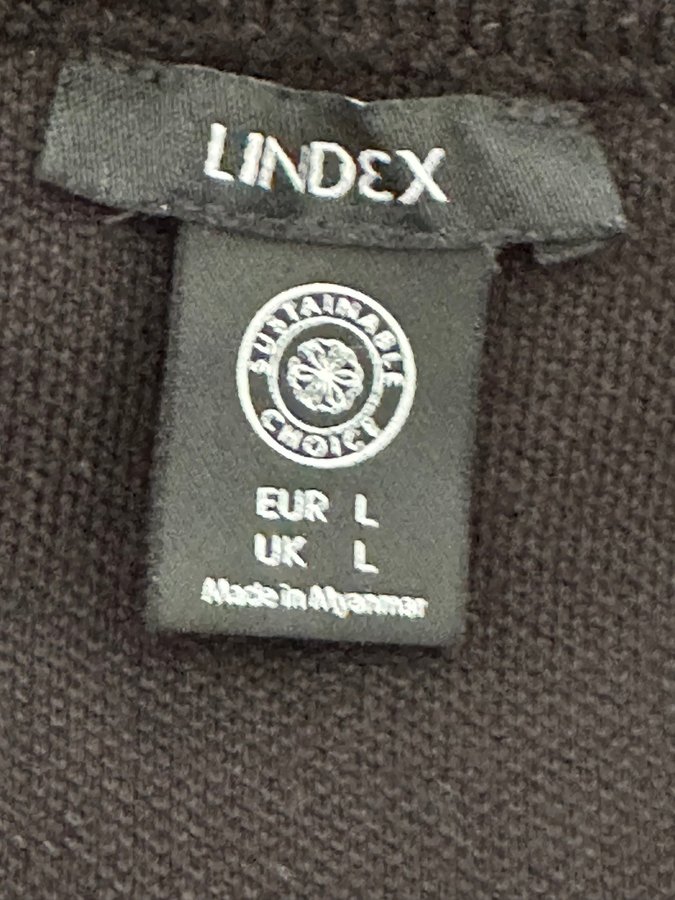 LINDEX
SUSTAINABLE
CHOICE
EUR L
UK L
Made in Myanmar